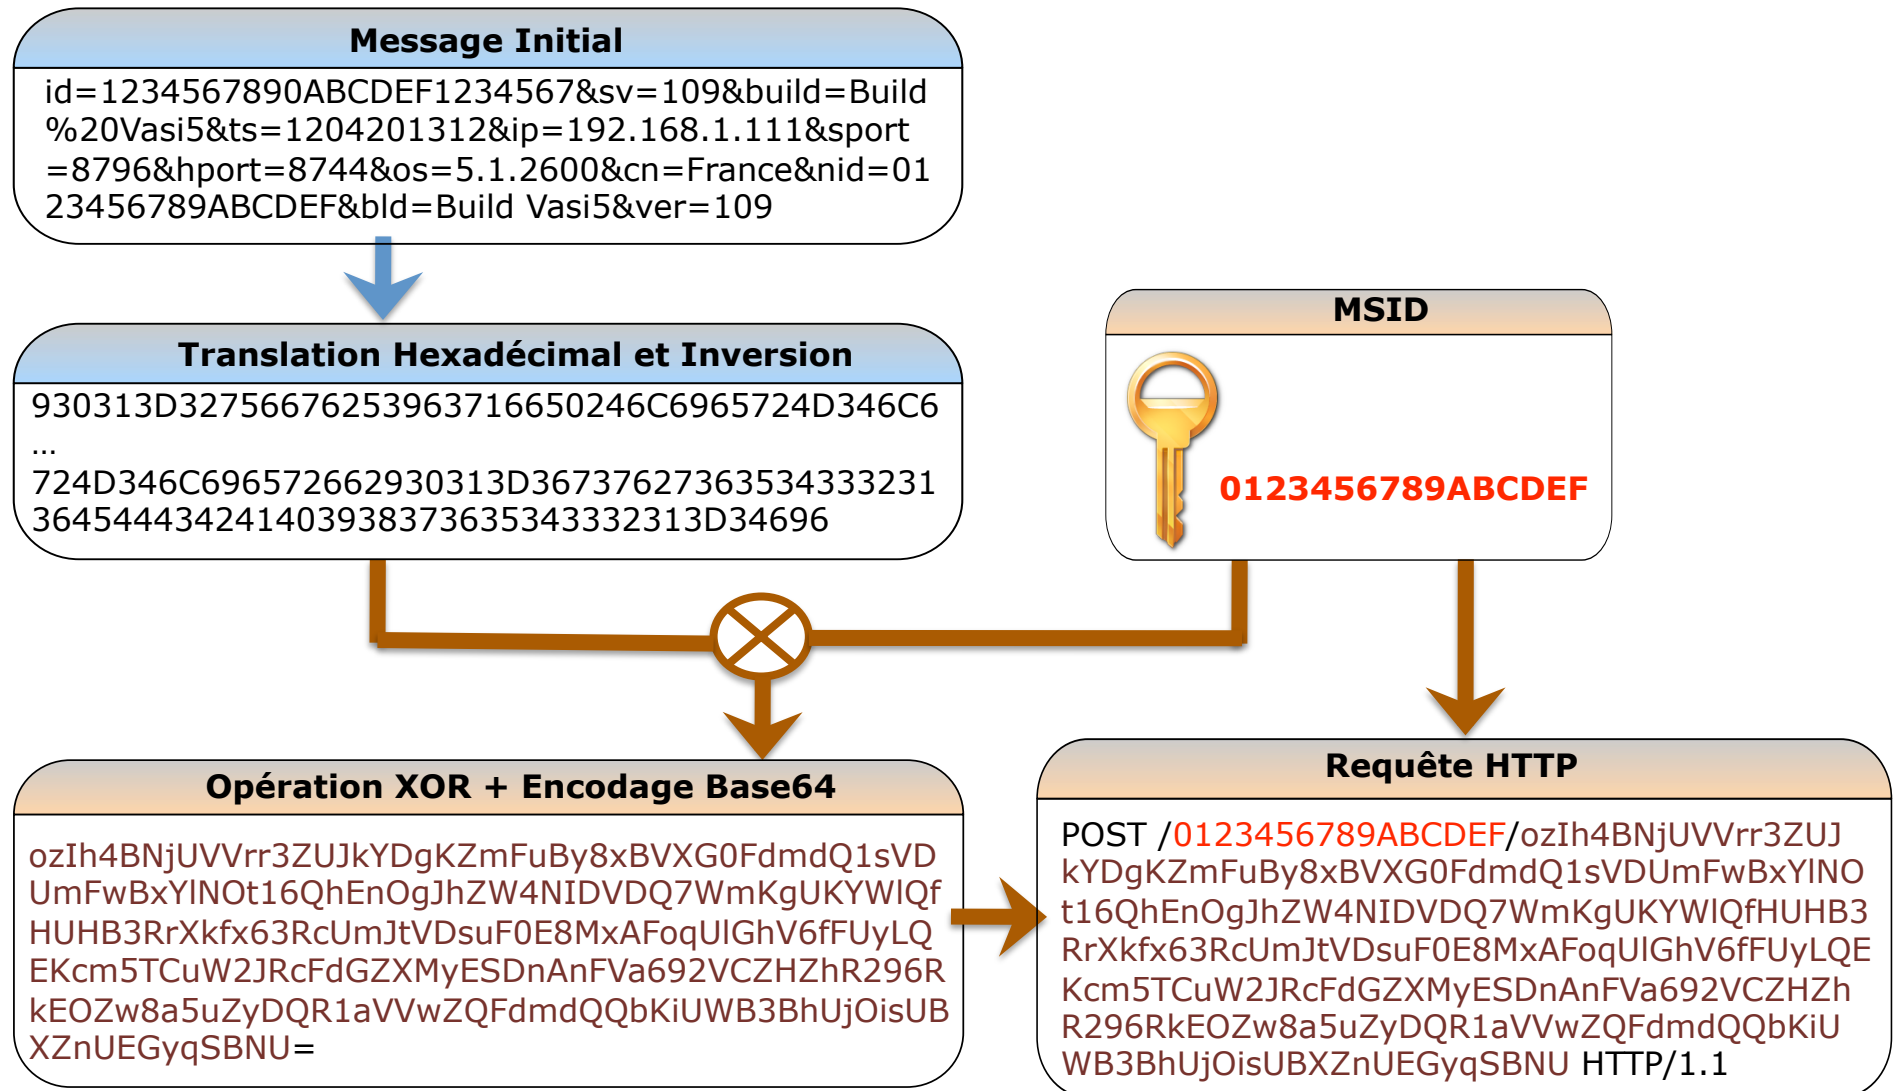 Message Initial
id=1234567890ABCDEF1234567&sv=109&build=Build
%20Vasi5&ts=1204201312&ip=192.168.1.111&sport
=8796&hport=8744&os=5.1.2600&cn=France&nid=01
23456789ABCDEF&bld=Build Vasi5&ver=109
Translation Hexadécimal et Inversion
930313D32756676253963716650246C6965724D346C6
…
724D346C696572662930313D36737627363534333231
364544434241403938373635343332313D34696
MSID
0123456789ABCDEF
Opération XOR + Encodage Base64
ozIh4BNjUVVrr3ZUJkYDgKZmFuBy8xBVXG0FdmdQ1sVD
UmFwBxYlNOt16QhEnOgJhZW4NIDVDQ7WmKgUKYWlQf
HUHB3RrXkfx63RcUmJtVDsuF0E8MxAFoqUlGhV6fFUyLQ
EKcm5TCuW2JRcFdGZXMyESDnAnFVa692VCZHZhR296R
kEOZw8a5uZyDQR1aVVwZQFdmdQQbKiUWB3BhUjOisUB
XZnUEGyqSBNU=
Requête HTTP
POST /0123456789ABCDEF/ozIh4BNjUVVrr3ZUJ
kYDgKZmFuBy8xBVXG0FdmdQ1sVDUmFwBxYlNO
t16QhEnOgJhZW4NIDVDQ7WmKgUKYWlQfHUHB3
RrXkfx63RcUmJtVDsuF0E8MxAFoqUlGhV6fFUyLQE
Kcm5TCuW2JRcFdGZXMyESDnAnFVa692VCZHZh
R296RkEOZw8a5uZyDQR1aVVwZQFdmdQQbKiU
WB3BhUjOisUBXZnUEGyqSBNU HTTP/1.1